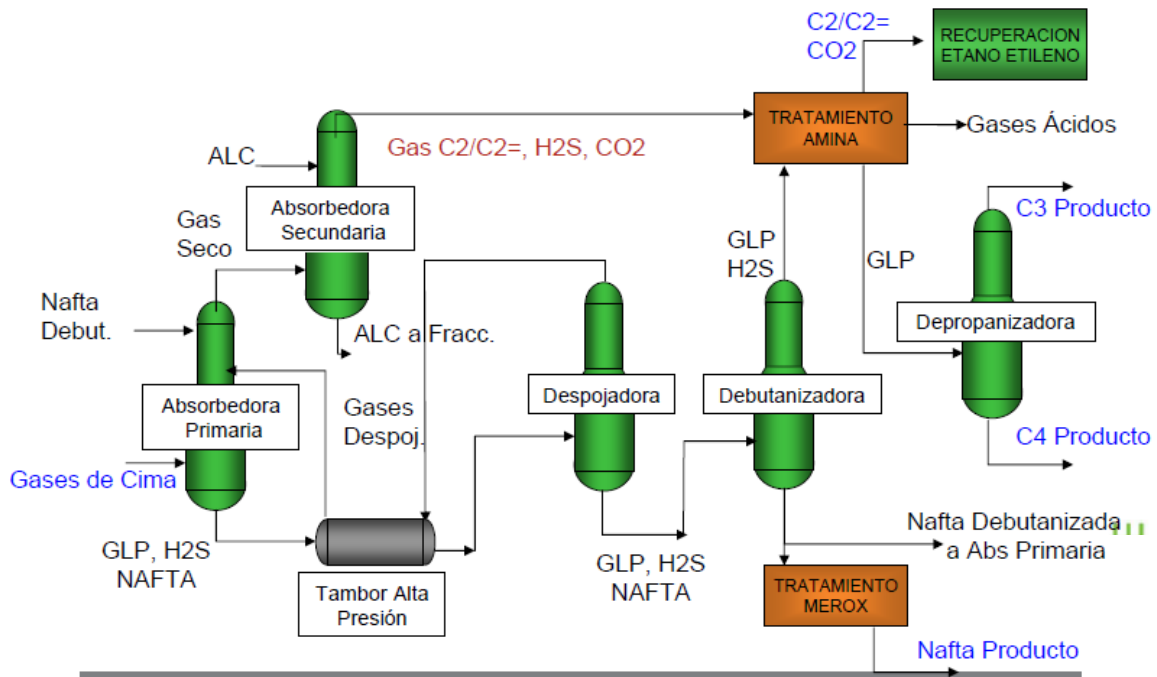 C2/C2=
CO2
RECUPERACION
ETANO ETILENO
TRATAMIENTO
AMINA
Gases Ácidos
ALC
Gas C2/C2=, H2S, CO2
Absorbedora
Secundaria
C3 Producto
Gas
Seco
GLP
H2S
GLP
Nafta
Debut.
ALC a Fracc.
Depropanizadora
Absorbedora
Primaria
Gases
Despoj.
Despojadora
Debutanizadora
Gases de Cima
C4 Producto
GLP, H2S
NAFTA
Tambor Alta
Presión
GLP, H2S
NAFTA
Nafta Debutanizada
a Abs Primaria
TRATAMIENTO
MEROX
Nafta Producto